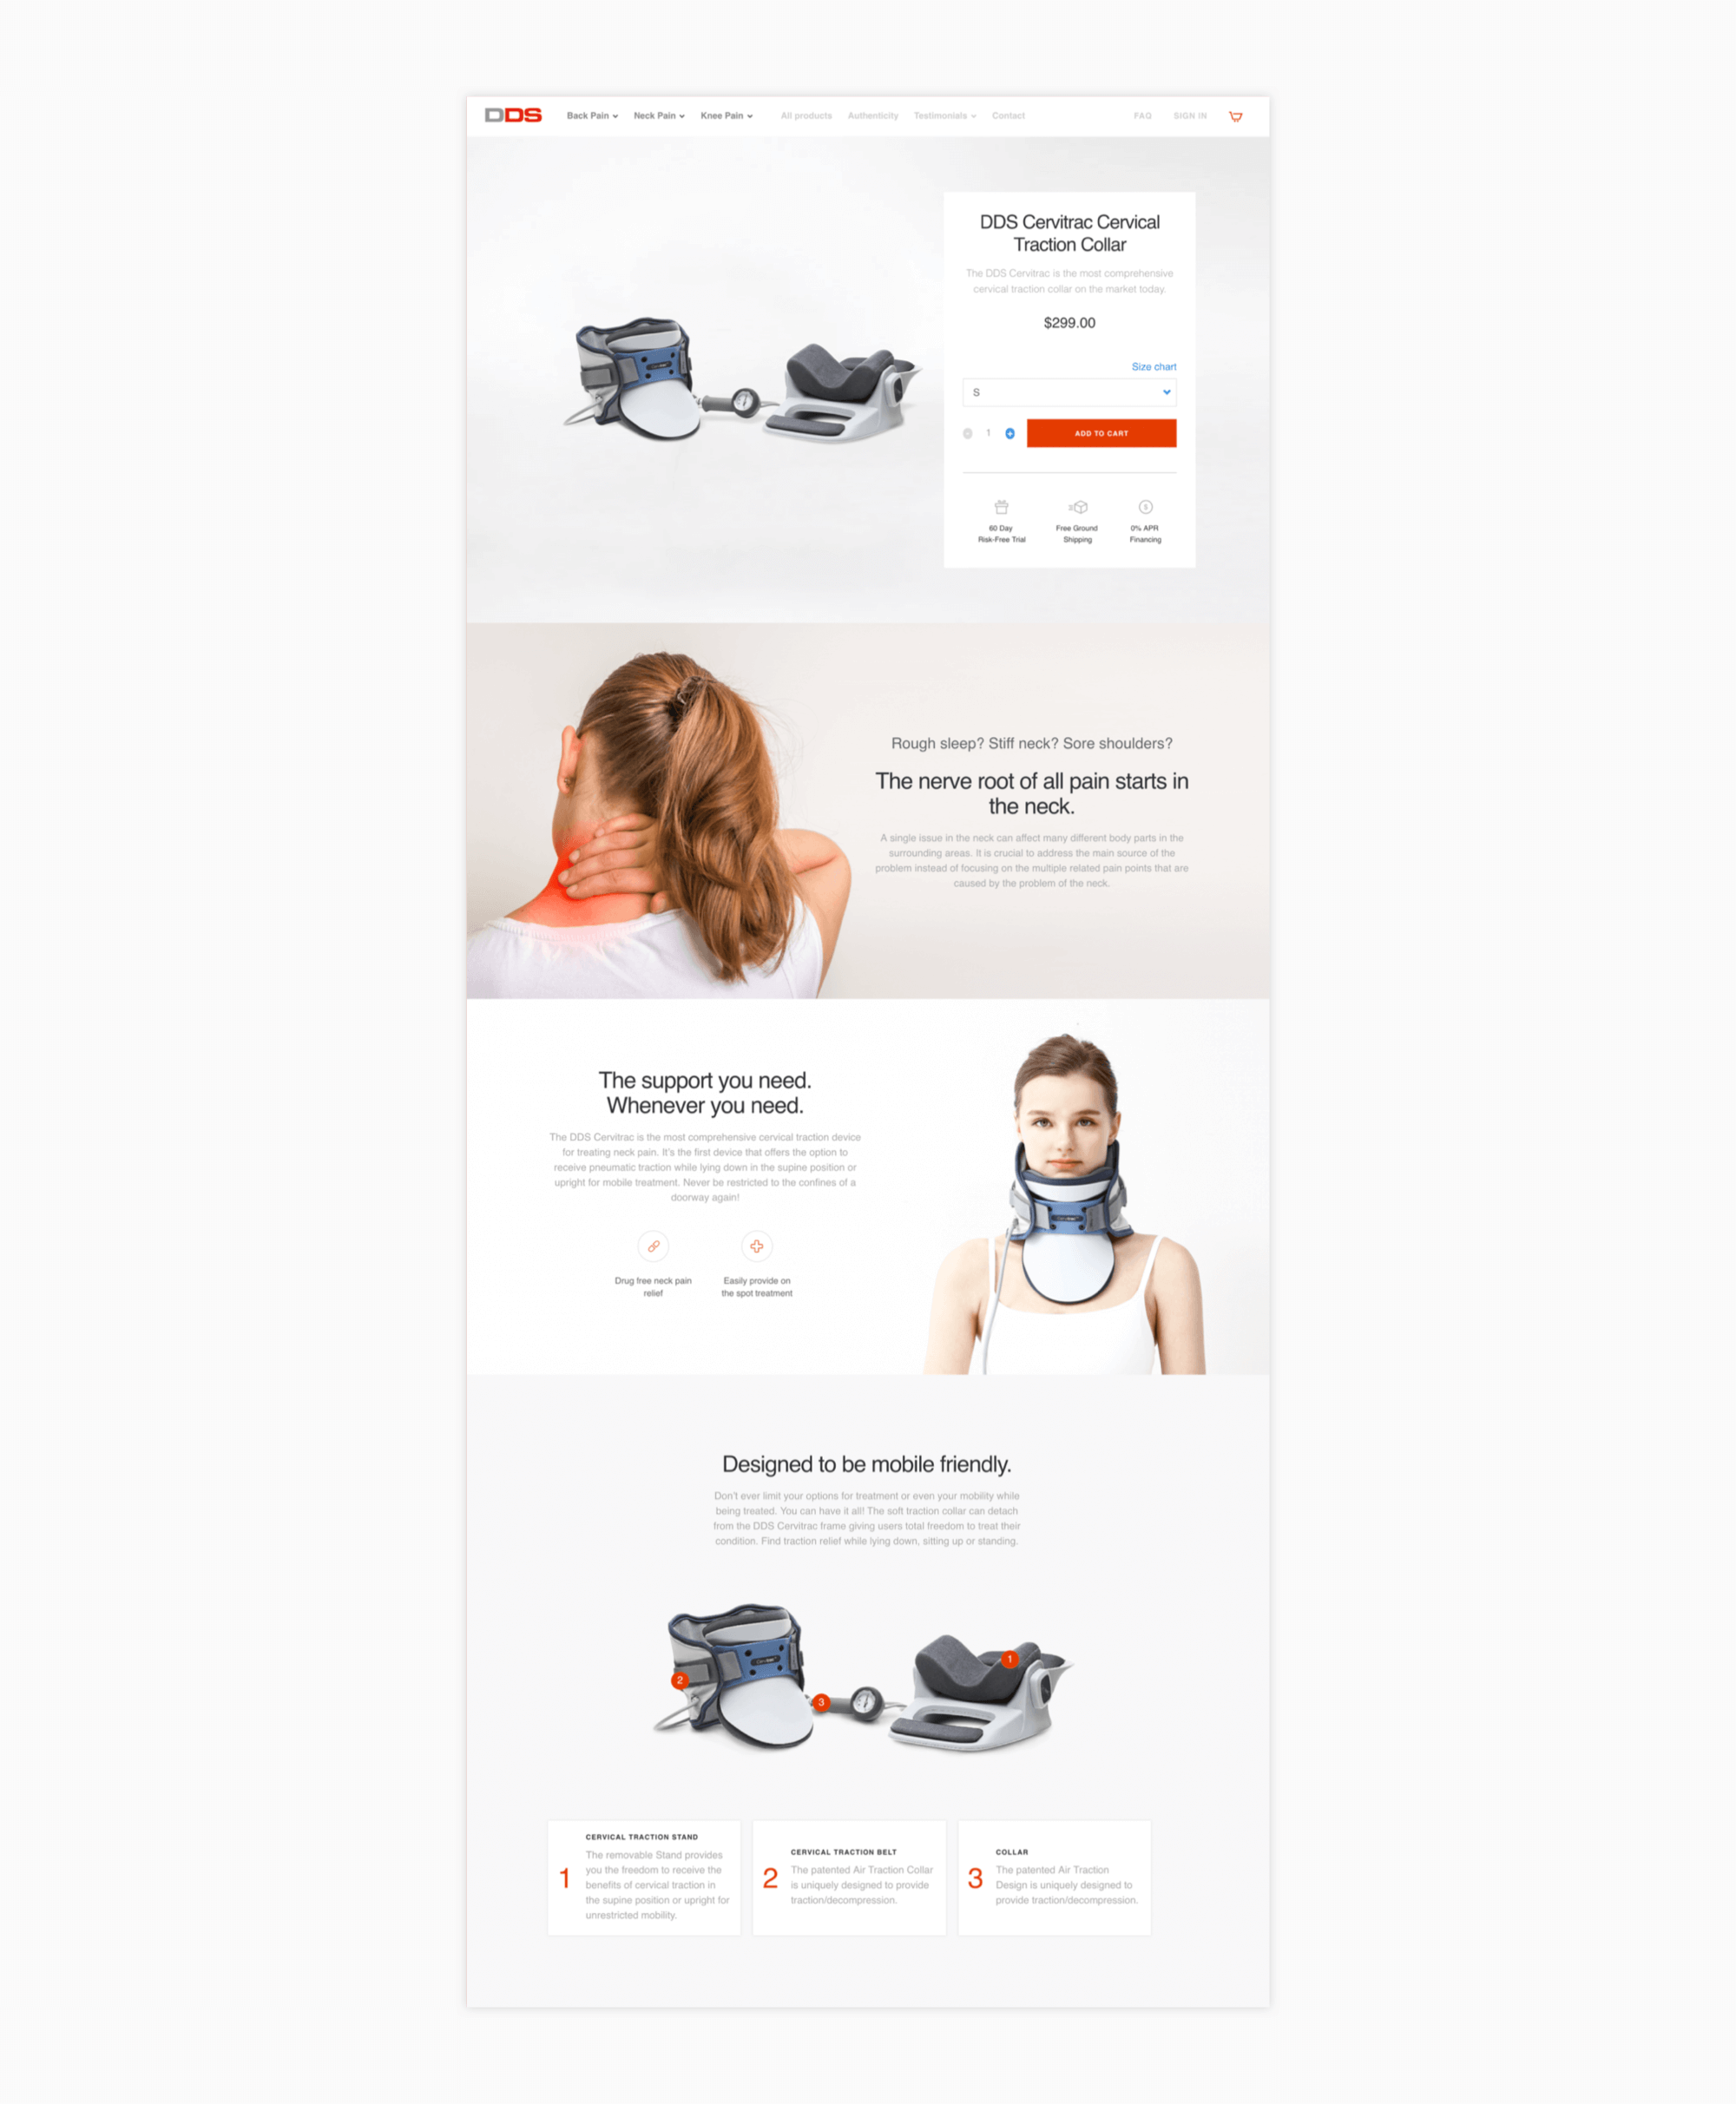 DDS
Back Pain
Neck Pain
Knee Pain
All products
Authenticity
Testimonials
Contact
FAQ
SIGN IN
DDS Cervitrac Cervical
Traction Collar
The DDS Cervitrac is the most comprehensive
cervical traction collar on the market today.
$299.00
Size chart
S
1
ADD TO CART
60 Day
Risk-Free Trial
Free Ground
Shipping
0% APR
Financing
Rough sleep? Stiff neck? Sore shoulders?
The nerve root of all pain starts in
the neck.
A single issue in the neck can affect many different body parts in the
surrounding areas. It is crucial to address the main source of the
problem instead of focusing on the multiple related pain points that are
caused by the problem of the neck.
The support you need.
Whenever you need.
The DDS Cervitrac is the most comprehensive cervical traction device
for treating neck pain. It's the first device that offers the option to
receive pneumatic traction while lying down in the supine position or
upright for mobile treatment. Never be restricted to the confines of a
doorway again!
Drug free neck pain
relief
Easily provide on
the spot treatment
Designed to be mobile friendly.
Don't ever limit your options for treatment or even your mobility while
being treated. You can have it all! The soft traction collar can detach
from the DDS Cervitrac frame giving users total freedom to treat their
condition. Find traction relief while lying down, sitting up or standing.
1
2
3
1
CERVICAL TRACTION STAND
The removable Stand provides
you the freedom to receive the
benefits of cervical traction in
the supine position or upright for
unrestricted mobility.
2
CERVICAL TRACTION BELT
The patented Air Traction Collar
is uniquely designed to provide
traction/decompression.
3
COLLAR
The patented Air Traction
Design is uniquely designed to
provide traction/decompression.